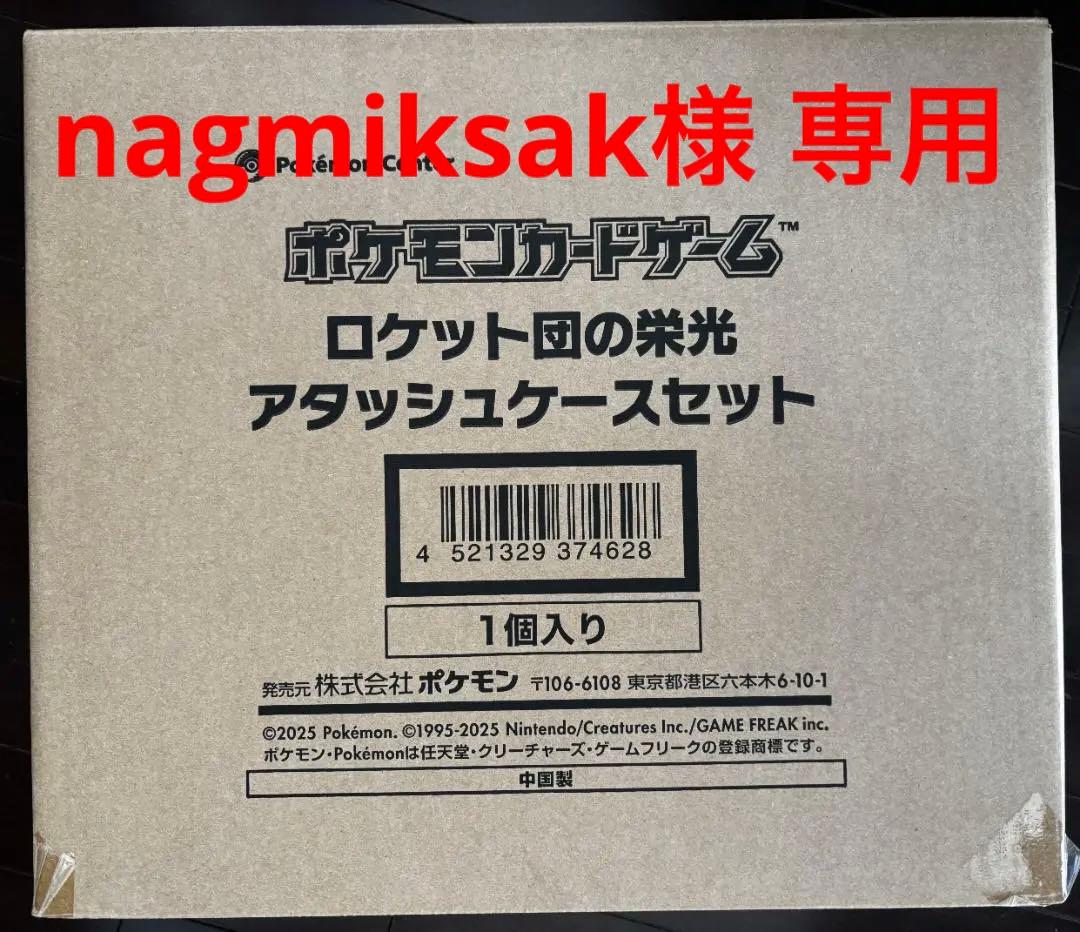 nagmiksak様 専用
Pokémon Center
ポケモンカードゲーム™
ロケット団の栄光
アタッシュケースセット
4 521329 374628
1個入り
発売元 株式会社 ポケモン 〒106-6108 東京都港区六本木6-10-1
©2025 Pokémon. ©1995-2025 Nintendo/Creatures Inc./GAME FREAK inc.
ポケモン・Pokémonは任天堂・クリーチャーズ・ゲームフリークの登録商標です。
中国製